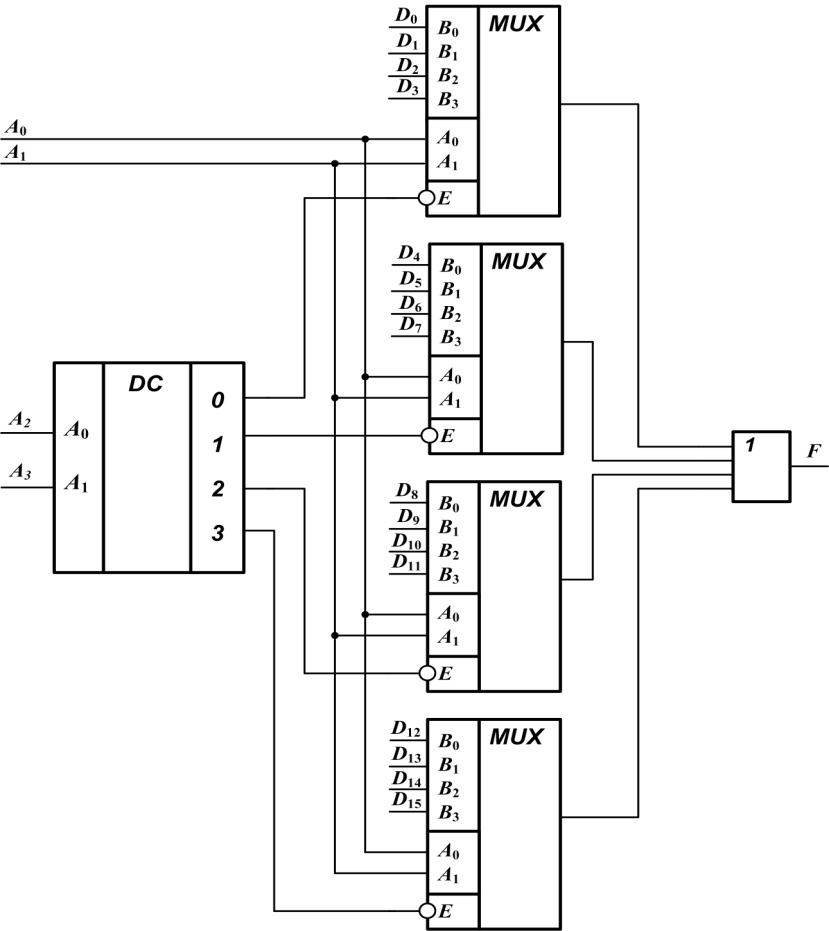 D₀ B₀ MUX
D₁ B₁
D₂ B₂
D₃ B₃
A₀ A₀
A₁ A₁
E
D₄ B₀ MUX
D₅ B₁
D₆ B₂
D₇ B₃
A₀
A₁
E
DC
0
A₂ A₀
1
A₃ A₁
2
3
1 F
D₈ B₀ MUX
D₉ B₁
D₁₀ B₂
D₁₁ B₃
A₀
A₁
E
D₁₂ B₀ MUX
D₁₃ B₁
D₁₄ B₂
D₁₅ B₃
A₀
A₁
E